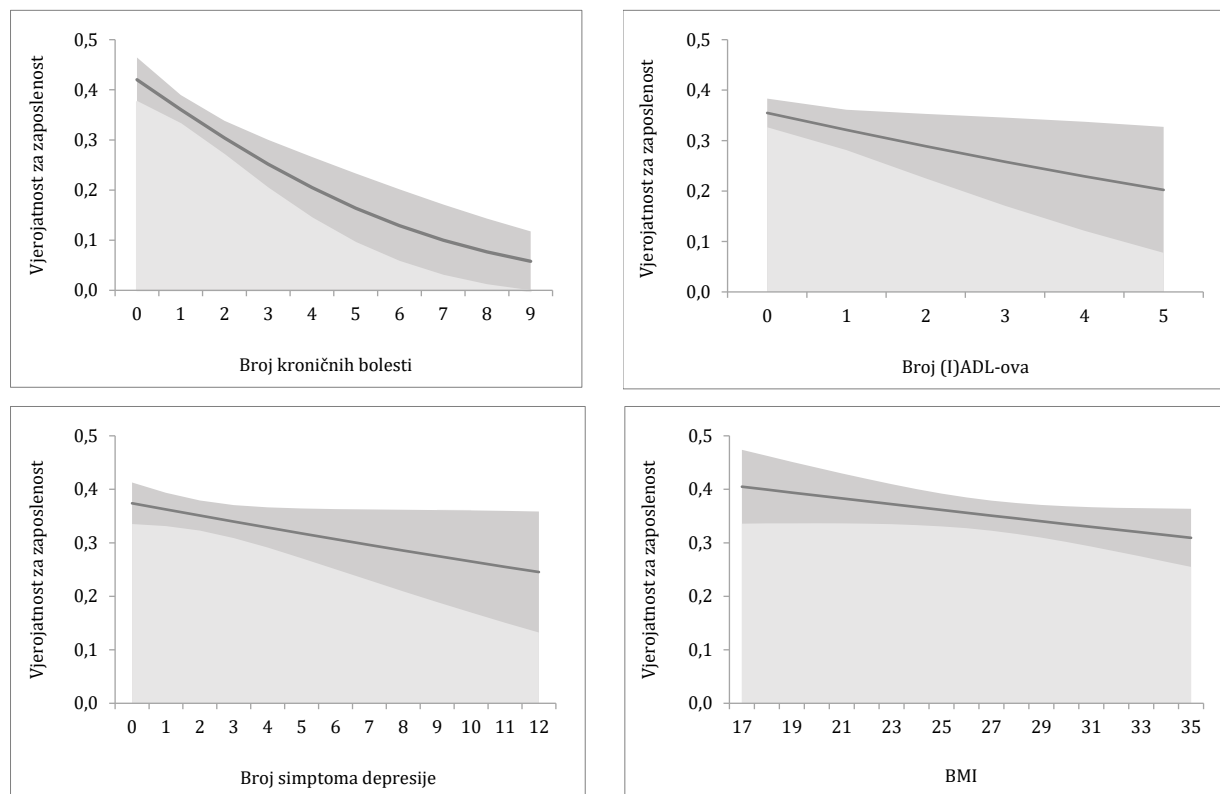 Vjerojatnost za zaposlenost
0,5
0,4
0,3
0,2
0,1
0,0
0 1 2 3 4 5 6 7 8 9
Broj kroničnih bolesti
Vjerojatnost za zaposlenost
0,5
0,4
0,3
0,2
0,1
0,0
0 1 2 3 4 5
Broj (I)ADL-ova
Vjerojatnost za zaposlenost
0,5
0,4
0,3
0,2
0,1
0,0
0 1 2 3 4 5 6 7 8 9 10 11 12
Broj simptoma depresije
Vjerojatnost za zaposlenost
0,5
0,4
0,3
0,2
0,1
0,0
17 19 21 23 25 27 29 31 33 35
BMI